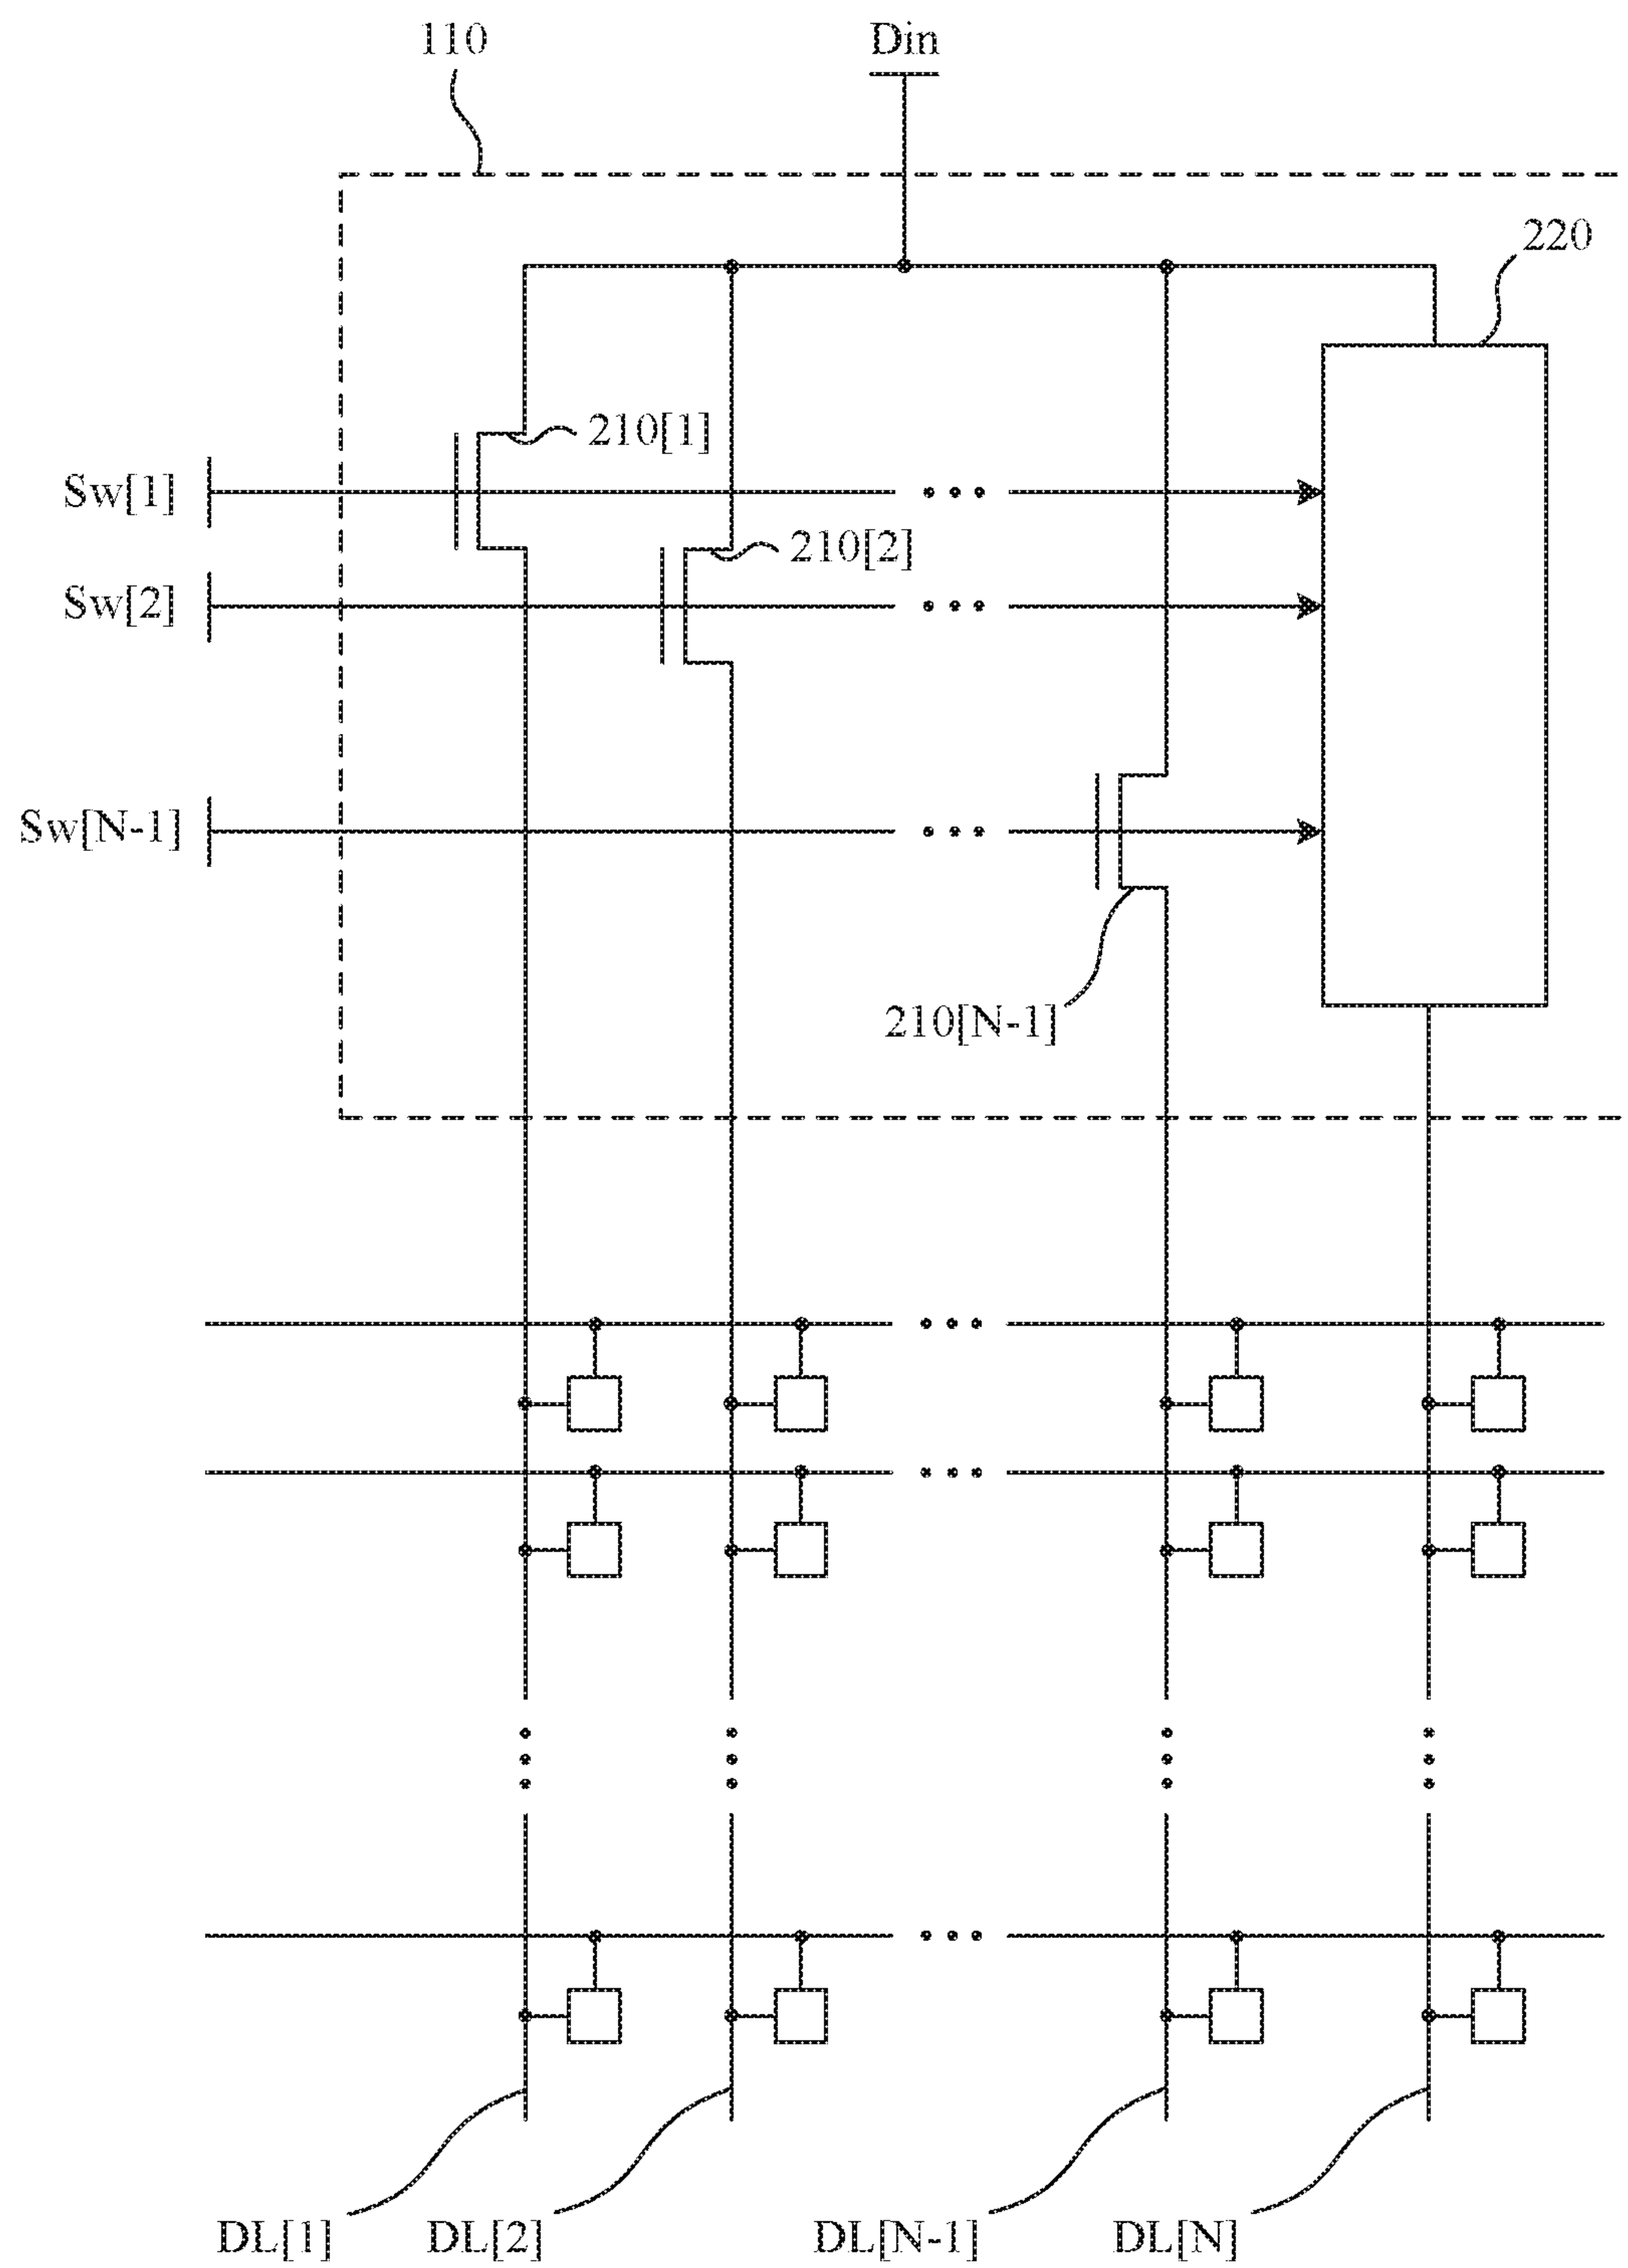 110
Din
220
210[1]
Sw[1]
210[2]
Sw[2]
Sw[N-1]
210[N-1]
DL[1]
DL[2]
DL[N-1]
DL[N]